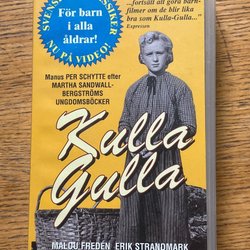 SVENSKA
KLASSIKER
NU PÅ VIDEO!
För barn
i alla
åldrar!
...fortsätt att göra barn-
filmer om de blir lika
bra som Kulla-Gulla..."
Expressen
Manus PER SCHYTTE efter
MARTHA SANDWALL-
BERGSTRÖMS
UNGDOMSBÖCKER
Kulla
Gulla
MALOU FREDÉN ERIK STRANDMARK